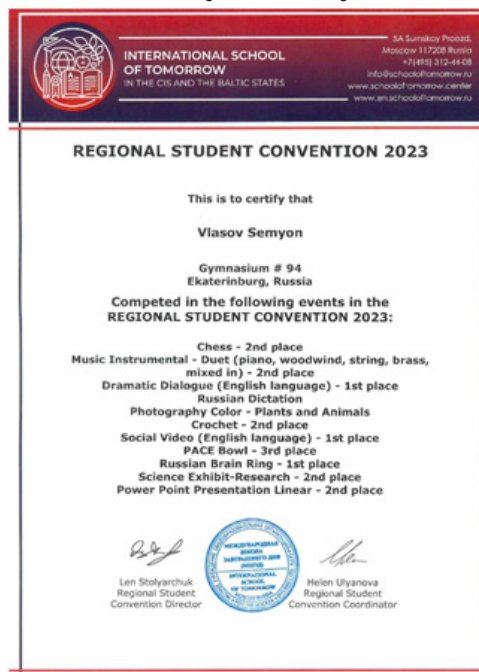 INTERNATIONAL SCHOOL
OF TOMORROW
IN THE CIS AND THE BALTIC STATES
5A Sumskoy Proezd,
Moscow 117208 Russia
+7(495) 312-44-08
info@schooloftomorrow.ru
www.schooloftomorrow.center
www.en.schooloftomorrow.ru
REGIONAL STUDENT CONVENTION 2023
This is to certify that
Vlasov Semyon
Gymnasium # 94
Ekaterinburg, Russia
Competed in the following events in the
REGIONAL STUDENT CONVENTION 2023:
Chess - 2nd place
Music Instrumental - Duet (piano, woodwind, string, brass,
mixed in) - 2nd place
Dramatic Dialogue (English language) - 1st place
Russian Dictation
Photography Color - Plants and Animals
Crochet - 2nd place
Social Video (English language) - 1st place
PACE Bowl - 3rd place
Russian Brain Ring - 1st place
Science Exhibit-Research - 2nd place
Power Point Presentation Linear - 2nd place
МЕЖДУНАРОДНАЯ
ШКОЛА
ЗАВТРАШНЕГО ДНЯ
INTERNATIONAL
SCHOOL
OF TOMORROW
Len Stolyarchuk
Regional Student
Convention Director
Helen Ulyanova
Regional Student
Convention Coordinator